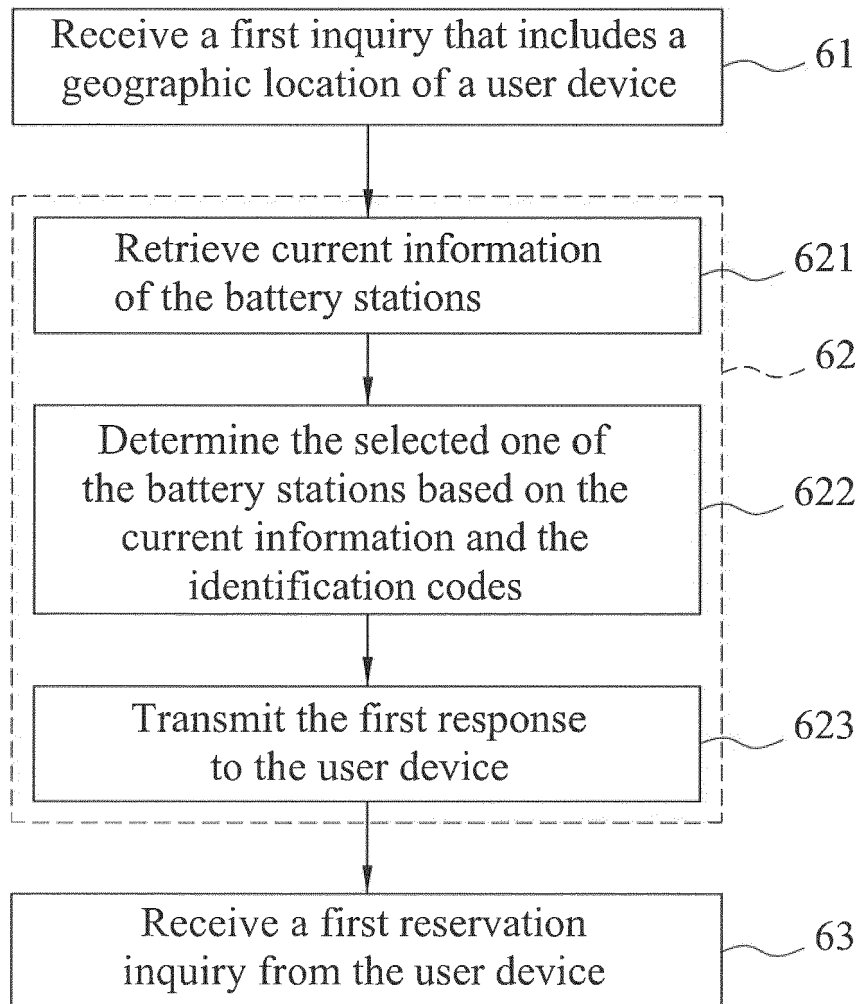 Receive a first inquiry that includes a
geographic location of a user device
61
Retrieve current information
of the battery stations
621
62
Determine the selected one of
the battery stations based on the
current information and the
identification codes
622
Transmit the first response
to the user device
623
Receive a first reservation
inquiry from the user device
63